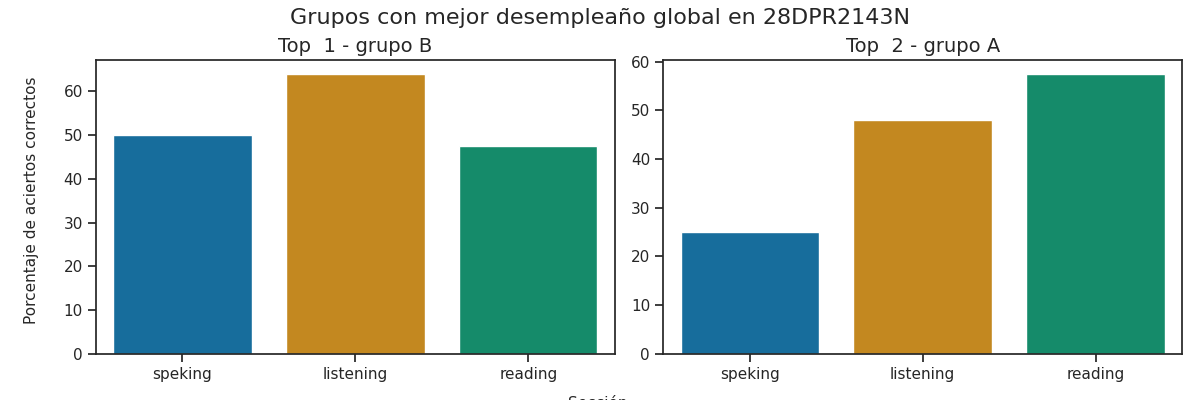 Grupos con mejor desempleaño global en 28DPR2143N
Top  1 - grupo B
Top  2 - grupo A
Porcentaje de aciertos correctos
60
50
40
30
20
10
0
speking
listening
reading
60
50
40
30
20
10
0
speking
listening
reading
Sección